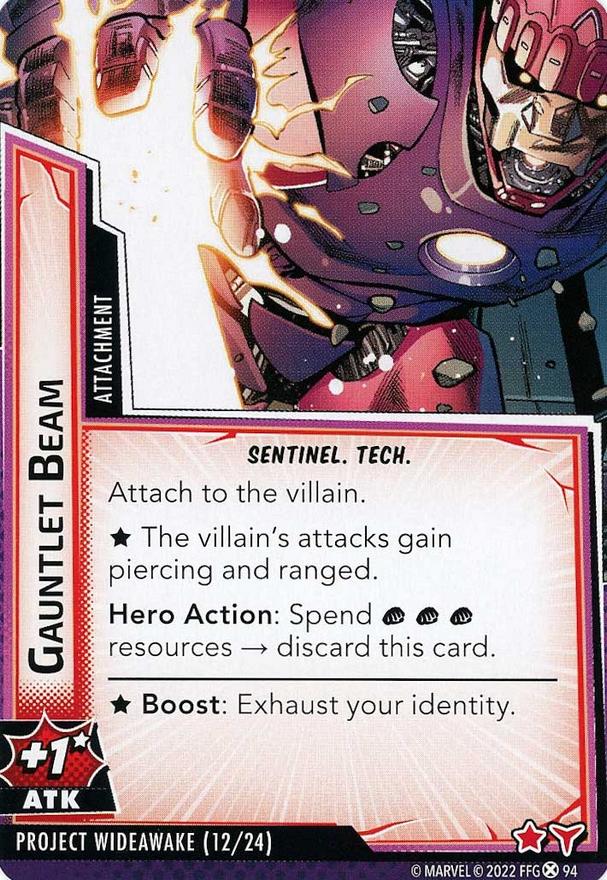 ATTACHMENT
GAUNTLET BEAM
SENTINEL. TECH.
Attach to the villain.
★ The villain's attacks gain
piercing and ranged.
Hero Action: Spend
resources → discard this card.
★ Boost: Exhaust your identity.
+1★
ATK
PROJECT WIDEAWAKE (12/24)
© MARVEL © 2022 FFG 94